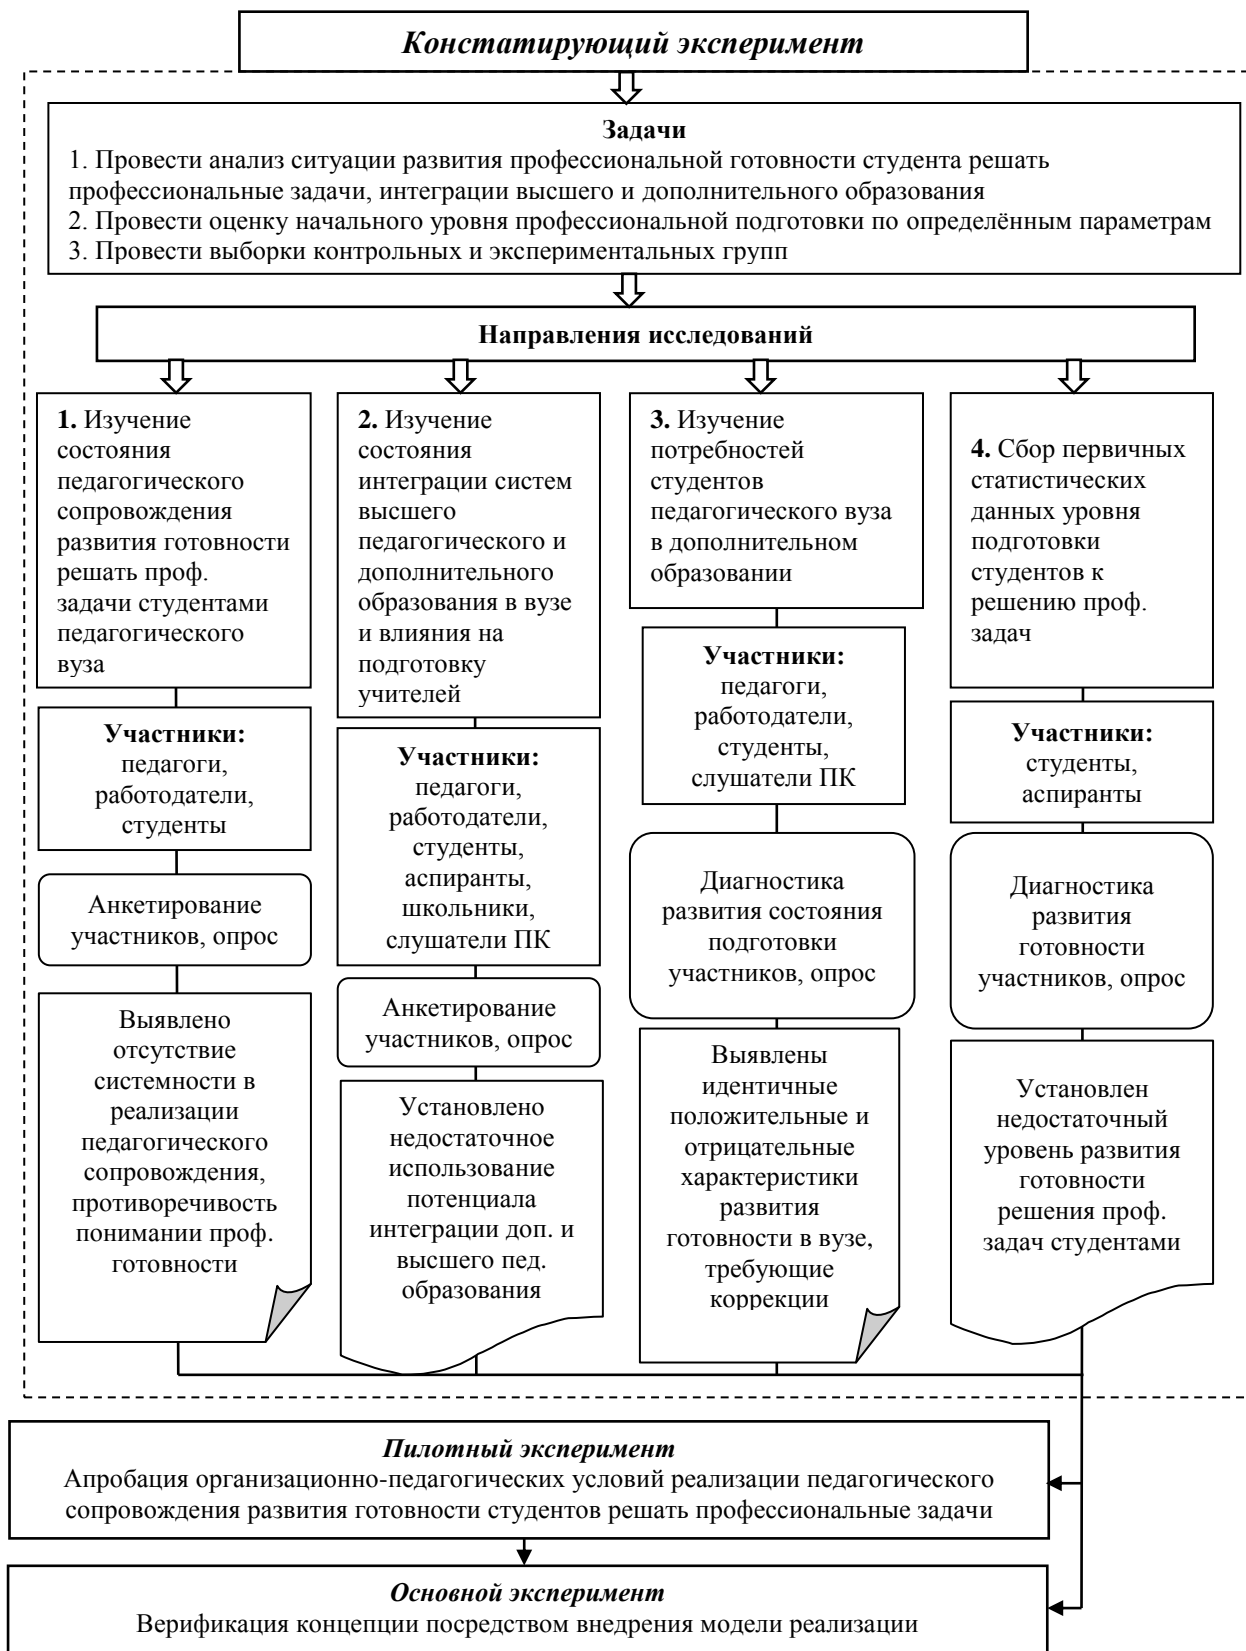 Констатирующий эксперимент
Задачи
1. Провести анализ ситуации развития профессиональной готовности студента решать
профессиональные задачи, интеграции высшего и дополнительного образования
2. Провести оценку начального уровня профессиональной подготовки по определённым параметрам
3. Провести выборки контрольных и экспериментальных групп
Направления исследований
1. Изучение
состояния
педагогического
сопровождения
развития готовности
решать проф.
задачи студентами
педагогического
вуза
Участники:
педагоги,
работодатели,
студенты
Анкетирование
участников, опрос
Выявлено
отсутствие
системности в
реализации
педагогического
сопровождения,
противоречивость
понимании проф.
готовности
2. Изучение
состояния
интеграции систем
высшего
педагогического и
дополнительного
образования в вузе
и влияния на
подготовку
учителей
Участники:
педагоги,
работодатели,
студенты,
аспиранты,
школьники,
слушатели ПК
Анкетирование
участников, опрос
Установлено
недостаточное
использование
потенциала
интеграции доп. и
высшего пед.
образования
3. Изучение
потребностей
студентов
педагогического вуза
в дополнительном
образовании
Участники:
педагоги,
работодатели,
студенты,
слушатели ПК
Диагностика
развития состояния
подготовки
участников, опрос
Выявлены
идентичные
положительные и
отрицательные
характеристики
развития
готовности в вузе,
требующие
коррекции
4. Сбор первичных
статистических
данных уровня
подготовки
студентов к
решению проф.
задач
Участники:
студенты,
аспиранты
Диагностика
развития
готовности
участников, опрос
Установлен
недостаточный
уровень развития
готовности
решения проф.
задач студентами
Пилотный эксперимент
Апробация организационно-педагогических условий реализации педагогического
сопровождения развития готовности студентов решать профессиональные задачи
Основной эксперимент
Верификация концепции посредством внедрения модели реализации